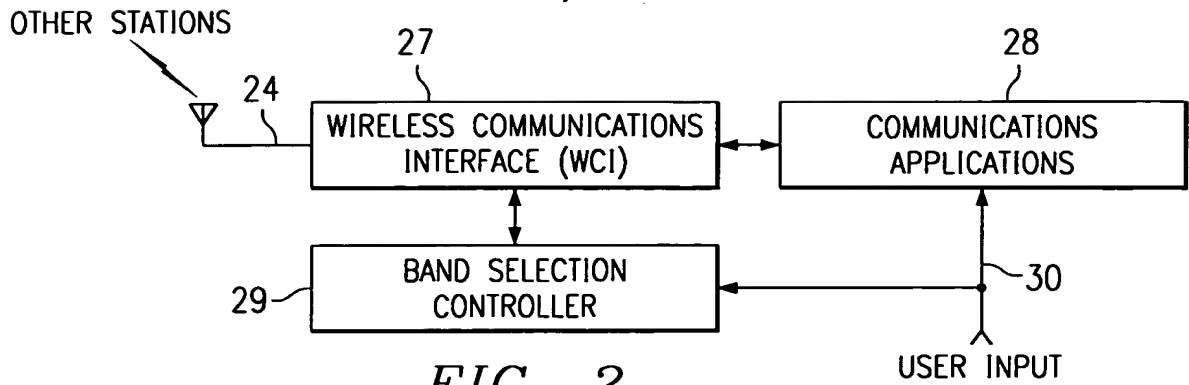 OTHER STATIONS
24
27
WIRELESS COMMUNICATIONS
INTERFACE (WCI)
28
COMMUNICATIONS
APPLICATIONS
29
BAND SELECTION
CONTROLLER
30
USER INPUT